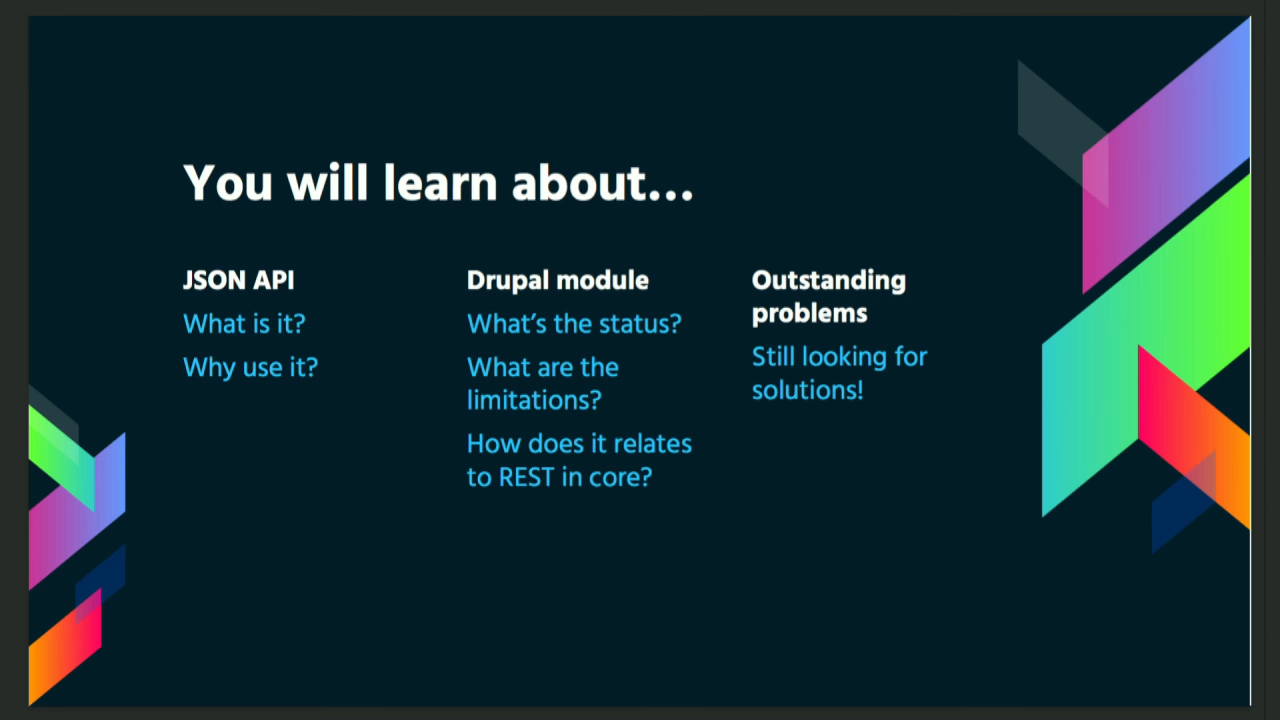 You will learn about...
JSON API
What is it?
Why use it?
Drupal module
What's the status?
What are the
limitations?
How does it relates
to REST in core?
Outstanding
problems
Still looking for
solutions!